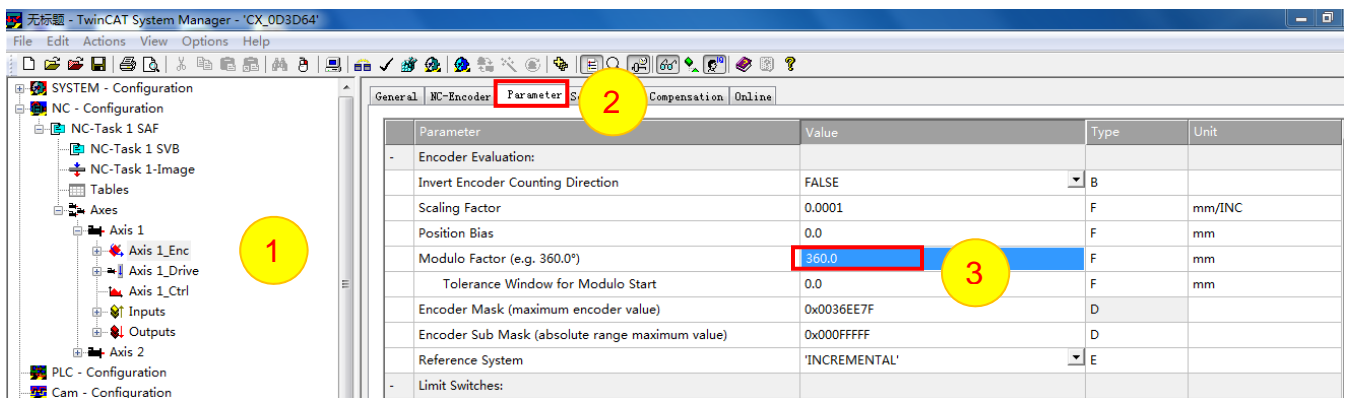 无标题 - TwinCAT System Manager - 'CX_0D3D64'
File Edit Actions View Options Help
SYSTEM - Configuration
NC - Configuration
NC-Task 1 SAF
NC-Task 1 SVB
NC-Task 1-Image
Tables
Axes
Axis 1
Axis 1_Enc
Axis 1_Drive
Axis 1_Ctrl
Inputs
Outputs
Axis 2
PLC - Configuration
Cam - Configuration
1
General NC-Encoder Parameter Compensation Online
2
Parameter Value Type Unit
- Encoder Evaluation:
Invert Encoder Counting Direction FALSE B
Scaling Factor 0.0001 F mm/INC
Position Bias 0.0 F mm
Modulo Factor (e.g. 360.0°) 360.0 F mm
3
Tolerance Window for Modulo Start 0.0 F mm
Encoder Mask (maximum encoder value) 0x0036EE7F D
Encoder Sub Mask (absolute range maximum value) 0x000FFFFF D
Reference System 'INCREMENTAL' E
- Limit Switches: